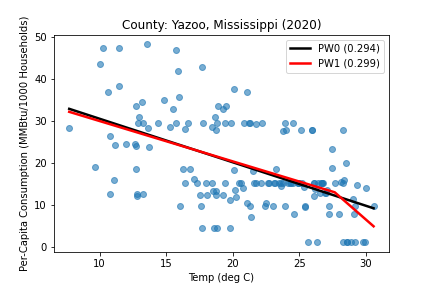 County: Yazoo, Mississippi (2020)
PW0 (0.294)
PW1 (0.299)
Per-Capita Consumption (MMBtu/1000 Households)
50
40
30
20
10
0
10
15
20
25
30
Temp (deg C)